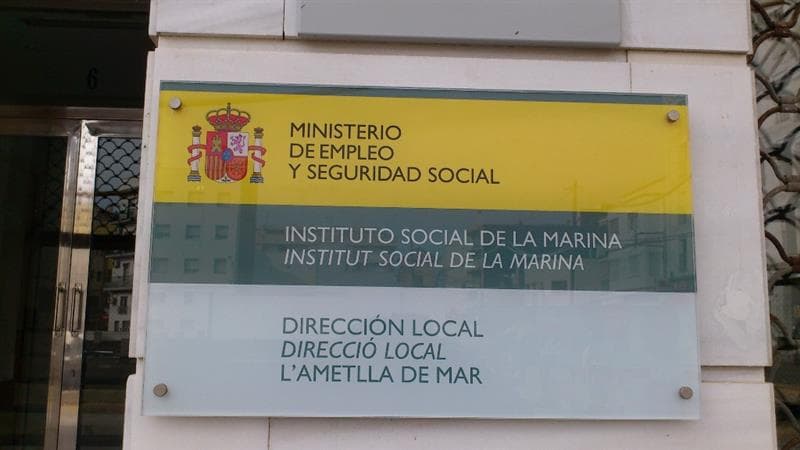 6
MINISTERIO
DE EMPLEO
Y SEGURIDAD SOCIAL
INSTITUTO SOCIAL DE LA MARINA
INSTITUT SOCIAL DE LA MARINA
DIRECCIÓN LOCAL
DIRECCIÓ LOCAL
L'AMETLLA DE MAR